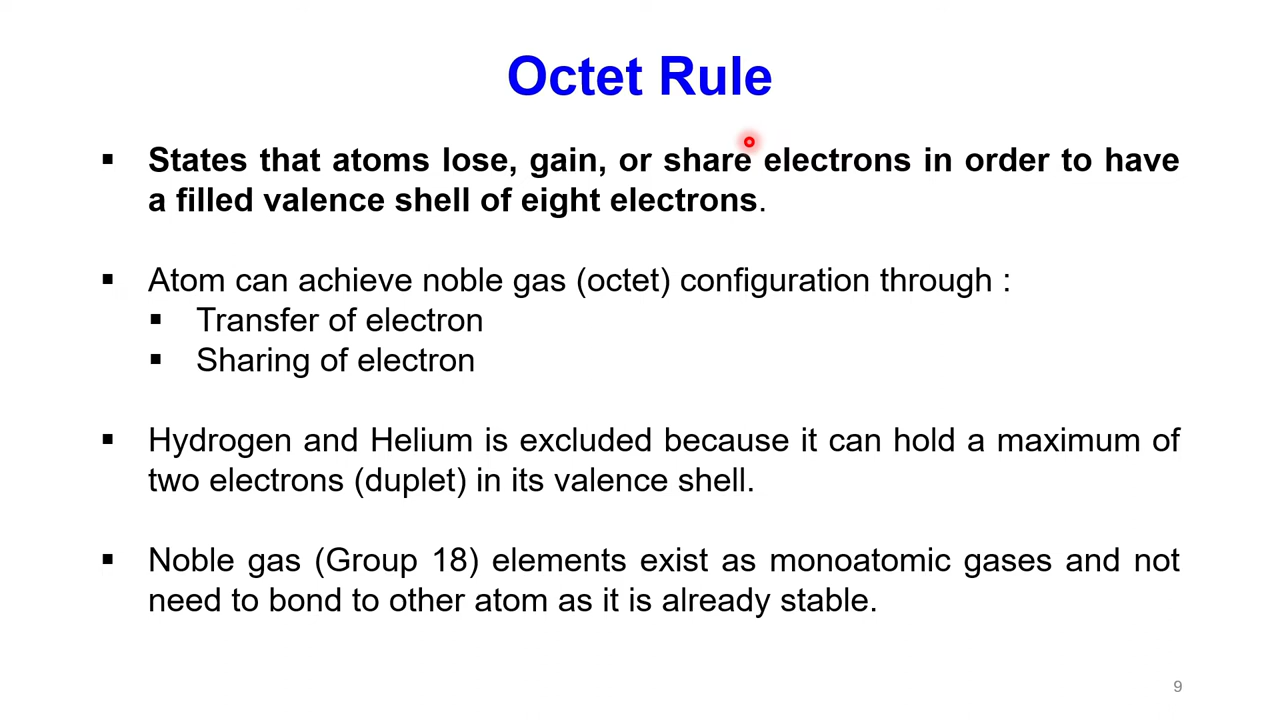 Octet Rule
▪ States that atoms lose, gain, or share electrons in order to have
a filled valence shell of eight electrons.
▪ Atom can achieve noble gas (octet) configuration through :
▪ Transfer of electron
▪ Sharing of electron
▪ Hydrogen and Helium is excluded because it can hold a maximum of
two electrons (duplet) in its valence shell.
▪ Noble gas (Group 18) elements exist as monoatomic gases and not
need to bond to other atom as it is already stable.
9